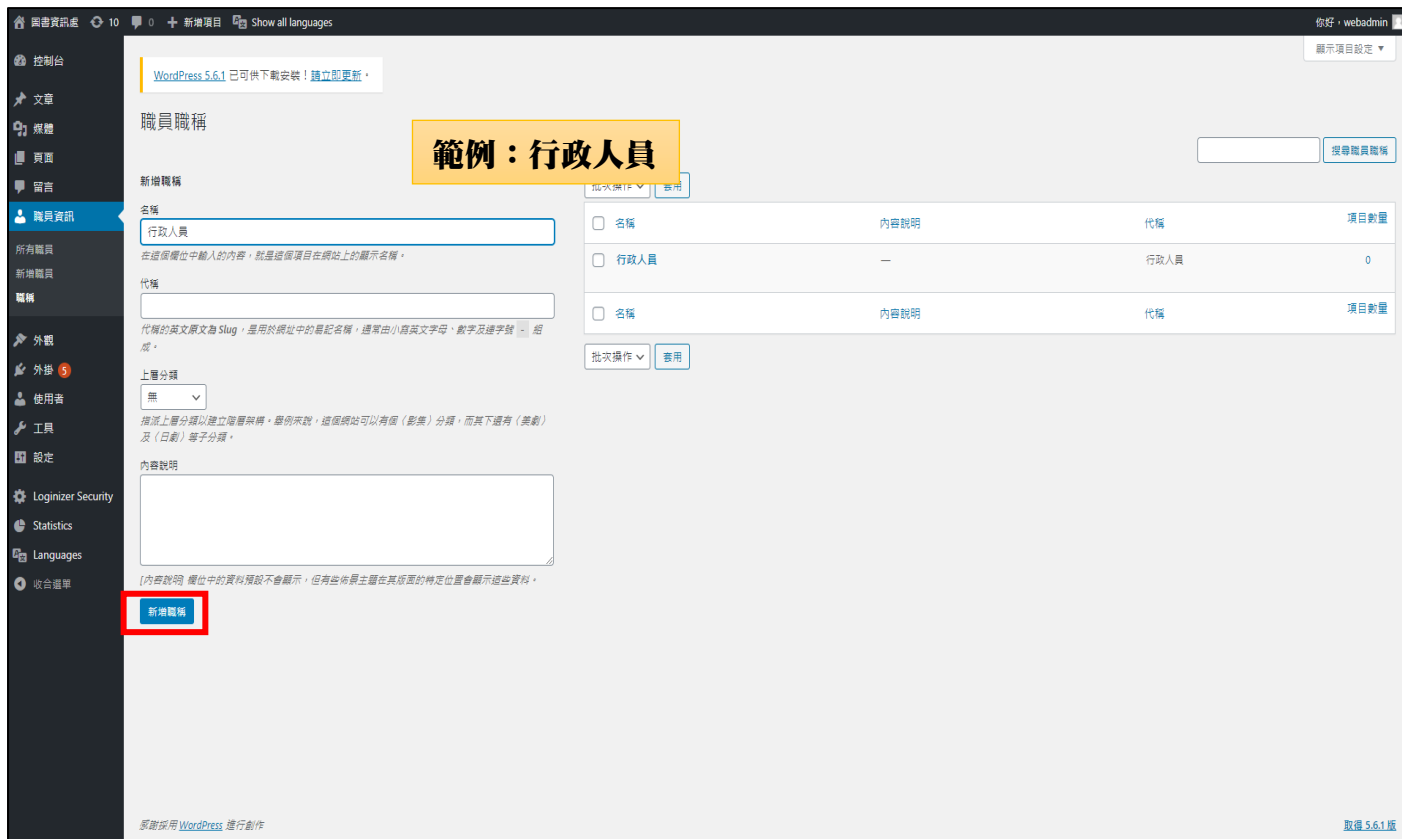 圖書資訊處 10 0 新增項目 Show all languages 你好，webadmin
顯示項目設定
控制台
文章
媒體
頁面
留言
職員資訊
所有職員
新增職員
職稱
外觀
外掛 5
使用者
工具
設定
Loginizer Security
Statistics
Languages
收合選單
WordPress 5.6.1 已可供下載安裝！請立即更新。
職員職稱
範例：行政人員
搜尋職員職稱
新增職稱
名稱
行政人員
在這個欄位中輸入的內容，就是這個項目在網站上的顯示名稱。
代稱
代稱的英文原文為 Slug，是用於網址中的易記名稱，通常由小寫英文字母、數字及連字號 - 組
成。
上層分類
無
指派上層分類以建立階層架構。舉例來說，這個網站可以有個〈影集〉分類，而其下還有〈美劇〉
及〈日劇〉等子分類。
內容說明
[內容說明] 欄位中的資料預設不會顯示，但有些佈景主題在其版面的特定位置會顯示這些資料。
新增職稱
批次操作 套用
名稱 內容說明 代稱 項目數量
行政人員 — 行政人員 0
名稱 內容說明 代稱 項目數量
批次操作 套用
感謝採用 WordPress 進行創作
取得 5.6.1 版